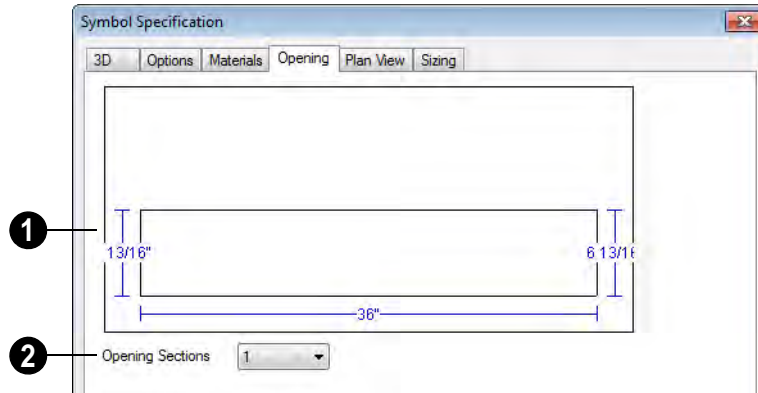 Symbol Specification
3D Options Materials Opening Plan View Sizing
1
13/16" 6 13/16
36"
2 Opening Sections 1